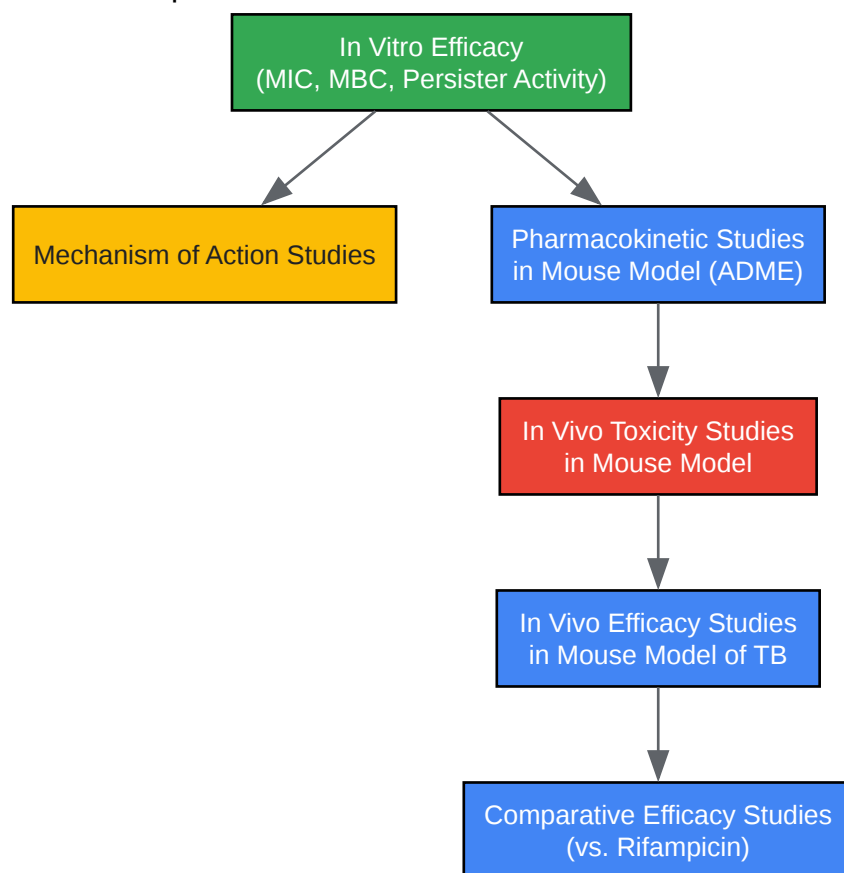 In Vitro Efficacy
(MIC, MBC, Persister Activity)
Mechanism of Action Studies
Pharmacokinetic Studies
in Mouse Model (ADME)
In Vivo Toxicity Studies
in Mouse Model
In Vivo Efficacy Studies
in Mouse Model of TB
Comparative Efficacy Studies
(vs. Rifampicin)